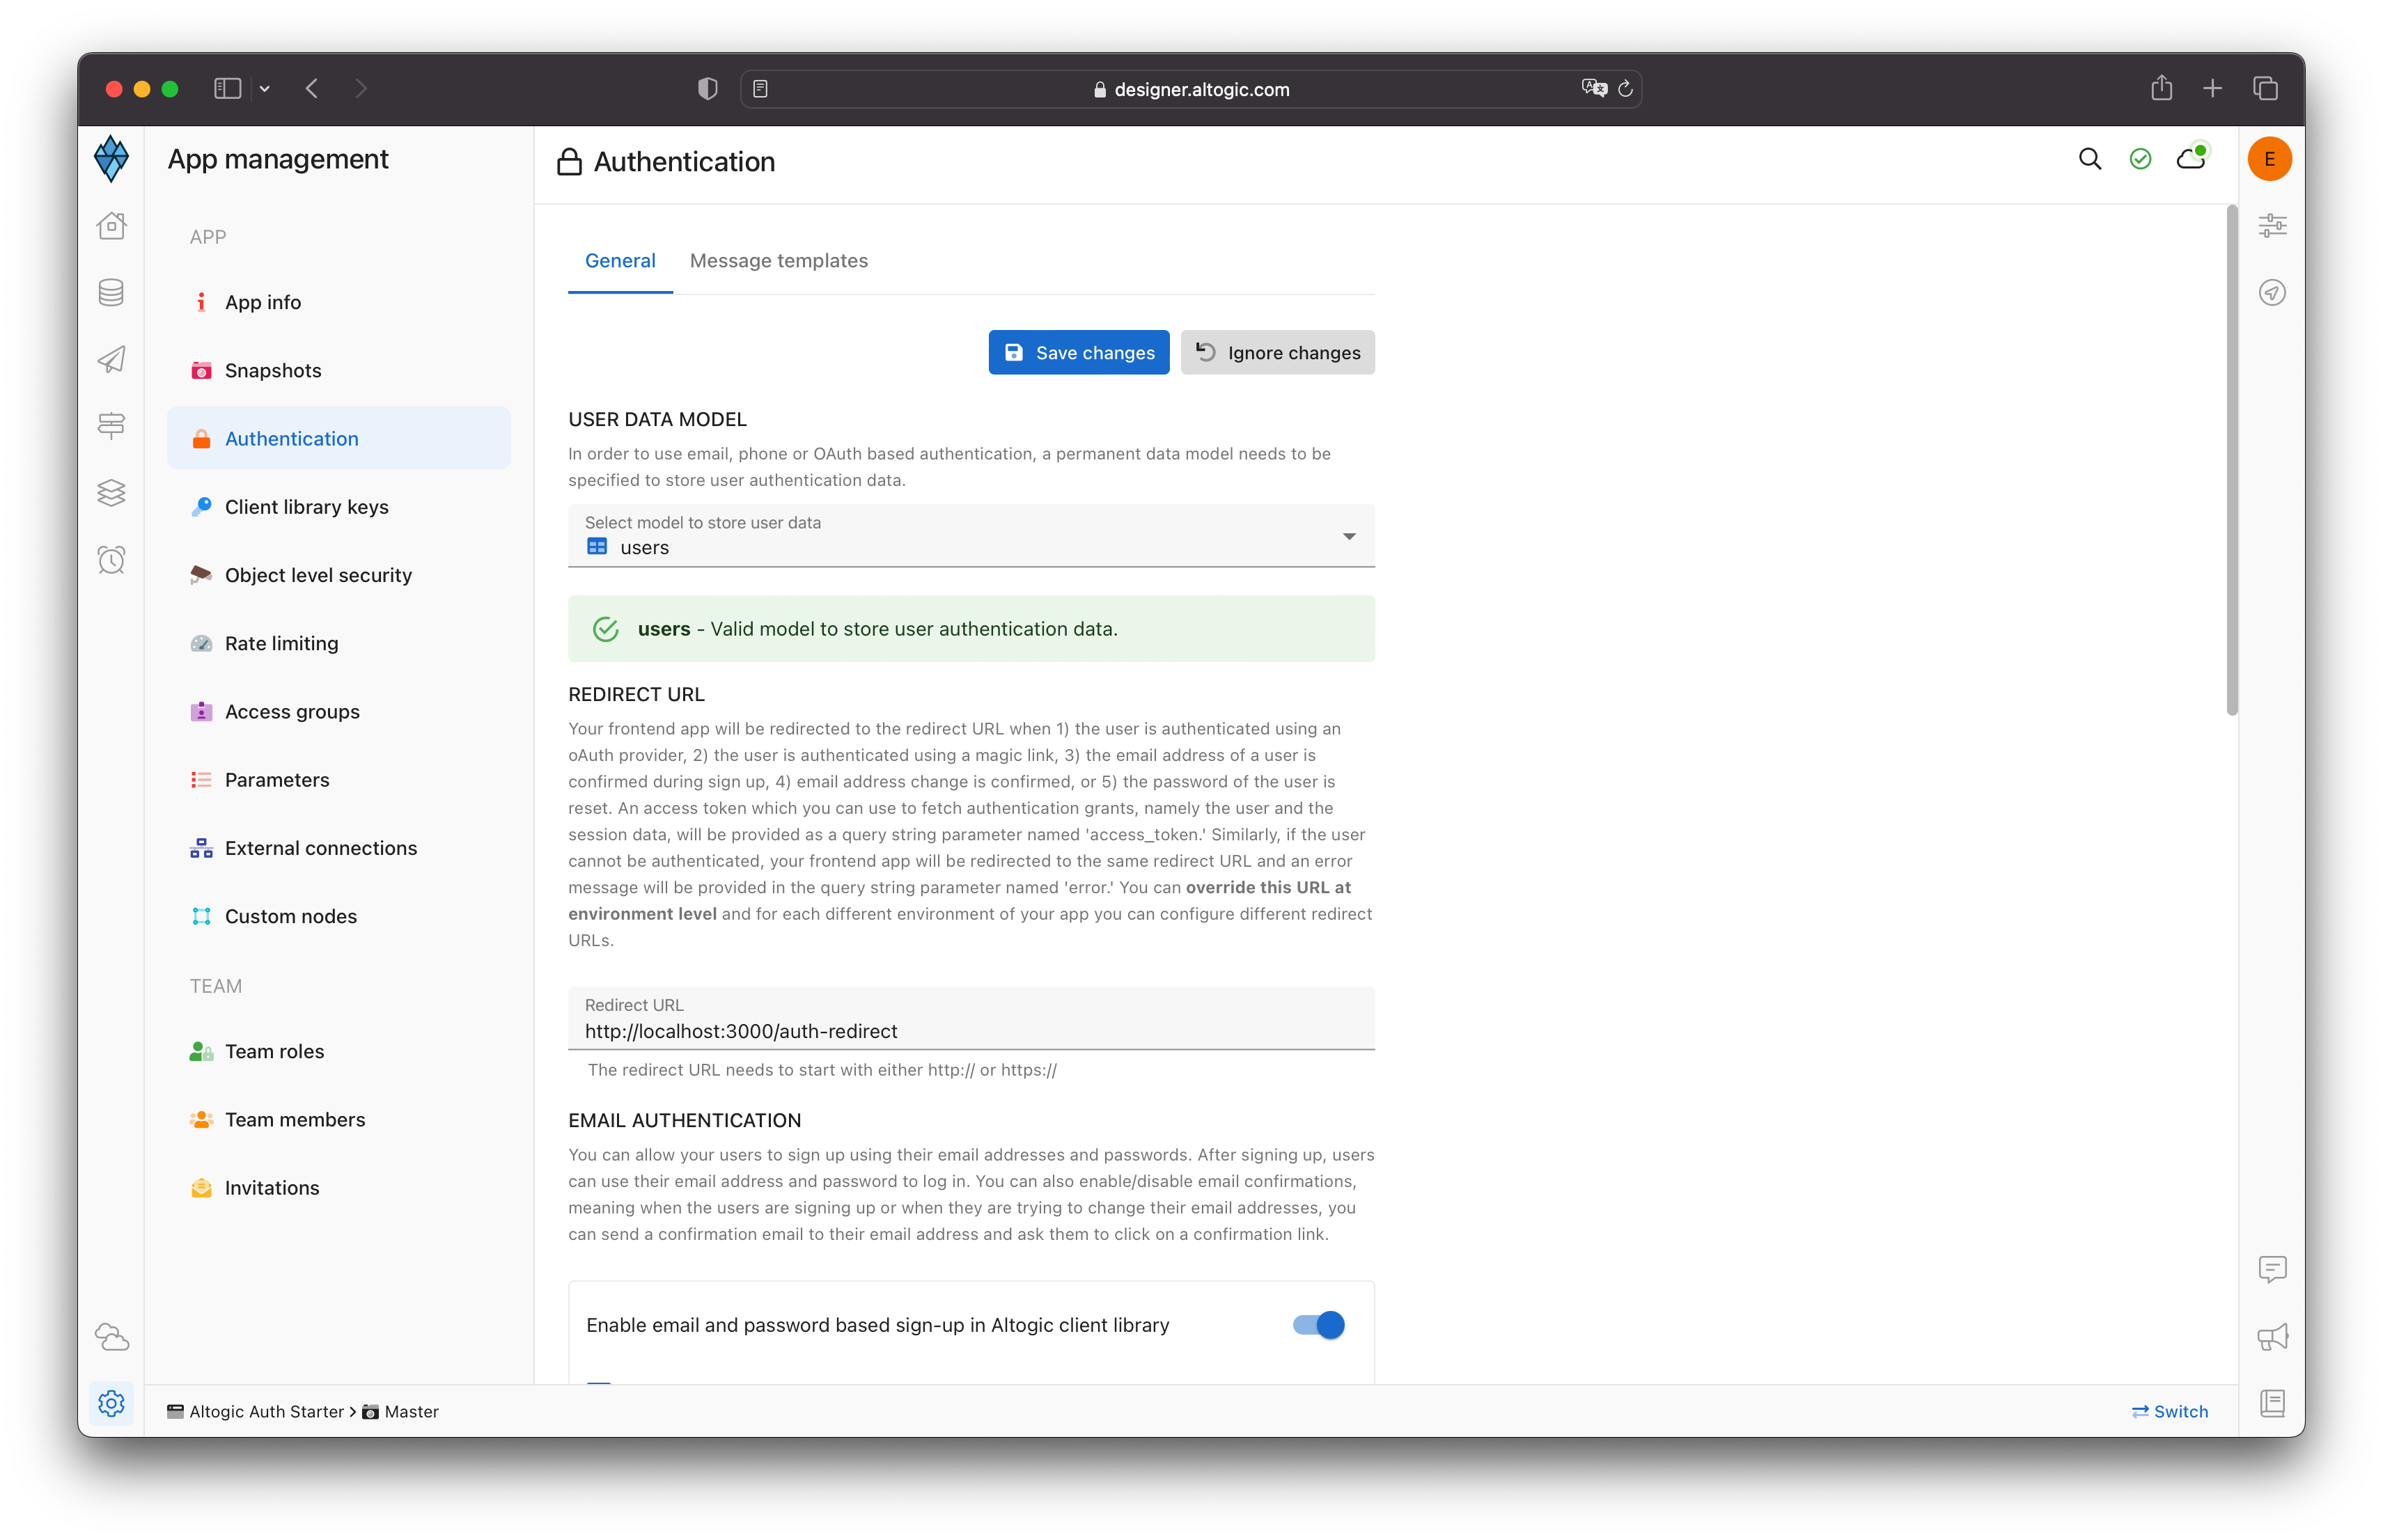 designer.altogic.com
App management
Authentication
E
APP
App info
Snapshots
Authentication
Client library keys
Object level security
Rate limiting
Access groups
Parameters
External connections
Custom nodes
TEAM
Team roles
Team members
Invitations
General
Message templates
Save changes
Ignore changes
USER DATA MODEL
In order to use email, phone or OAuth based authentication, a permanent data model needs to be
specified to store user authentication data.
Select model to store user data
users
users - Valid model to store user authentication data.
REDIRECT URL
Your frontend app will be redirected to the redirect URL when 1) the user is authenticated using an
oAuth provider, 2) the user is authenticated using a magic link, 3) the email address of a user is
confirmed during sign up, 4) email address change is confirmed, or 5) the password of the user is
reset. An access token which you can use to fetch authentication grants, namely the user and the
session data, will be provided as a query string parameter named 'access_token.' Similarly, if the user
cannot be authenticated, your frontend app will be redirected to the same redirect URL and an error
message will be provided in the query string parameter named 'error.' You can override this URL at
environment level and for each different environment of your app you can configure different redirect
URLs.
Redirect URL
http://localhost:3000/auth-redirect
The redirect URL needs to start with either http:// or https://
EMAIL AUTHENTICATION
You can allow your users to sign up using their email addresses and passwords. After signing up, users
can use their email address and password to log in. You can also enable/disable email confirmations,
meaning when the users are signing up or when they are trying to change their email addresses, you
can send a confirmation email to their email address and ask them to click on a confirmation link.
Enable email and password based sign-up in Altogic client library
Altogic Auth Starter > Master
Switch